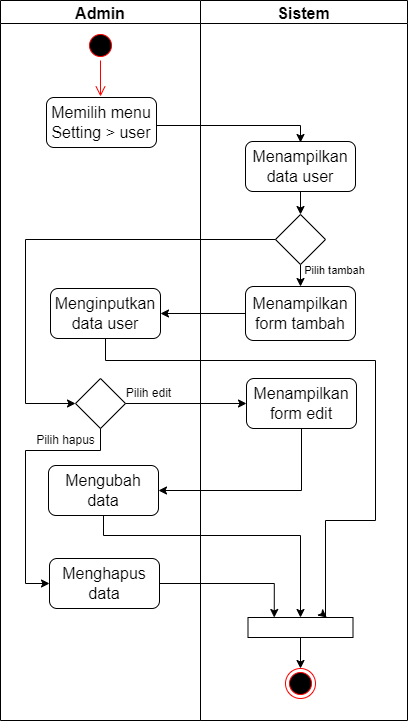 Admin
Sistem
Memilih menu
Setting > user
Menampilkan
data user
Pilih tambah
Menginputkan
data user
Menampilkan
form tambah
Pilih edit
Menampilkan
form edit
Pilih hapus
Mengubah
data
Menghapus
data